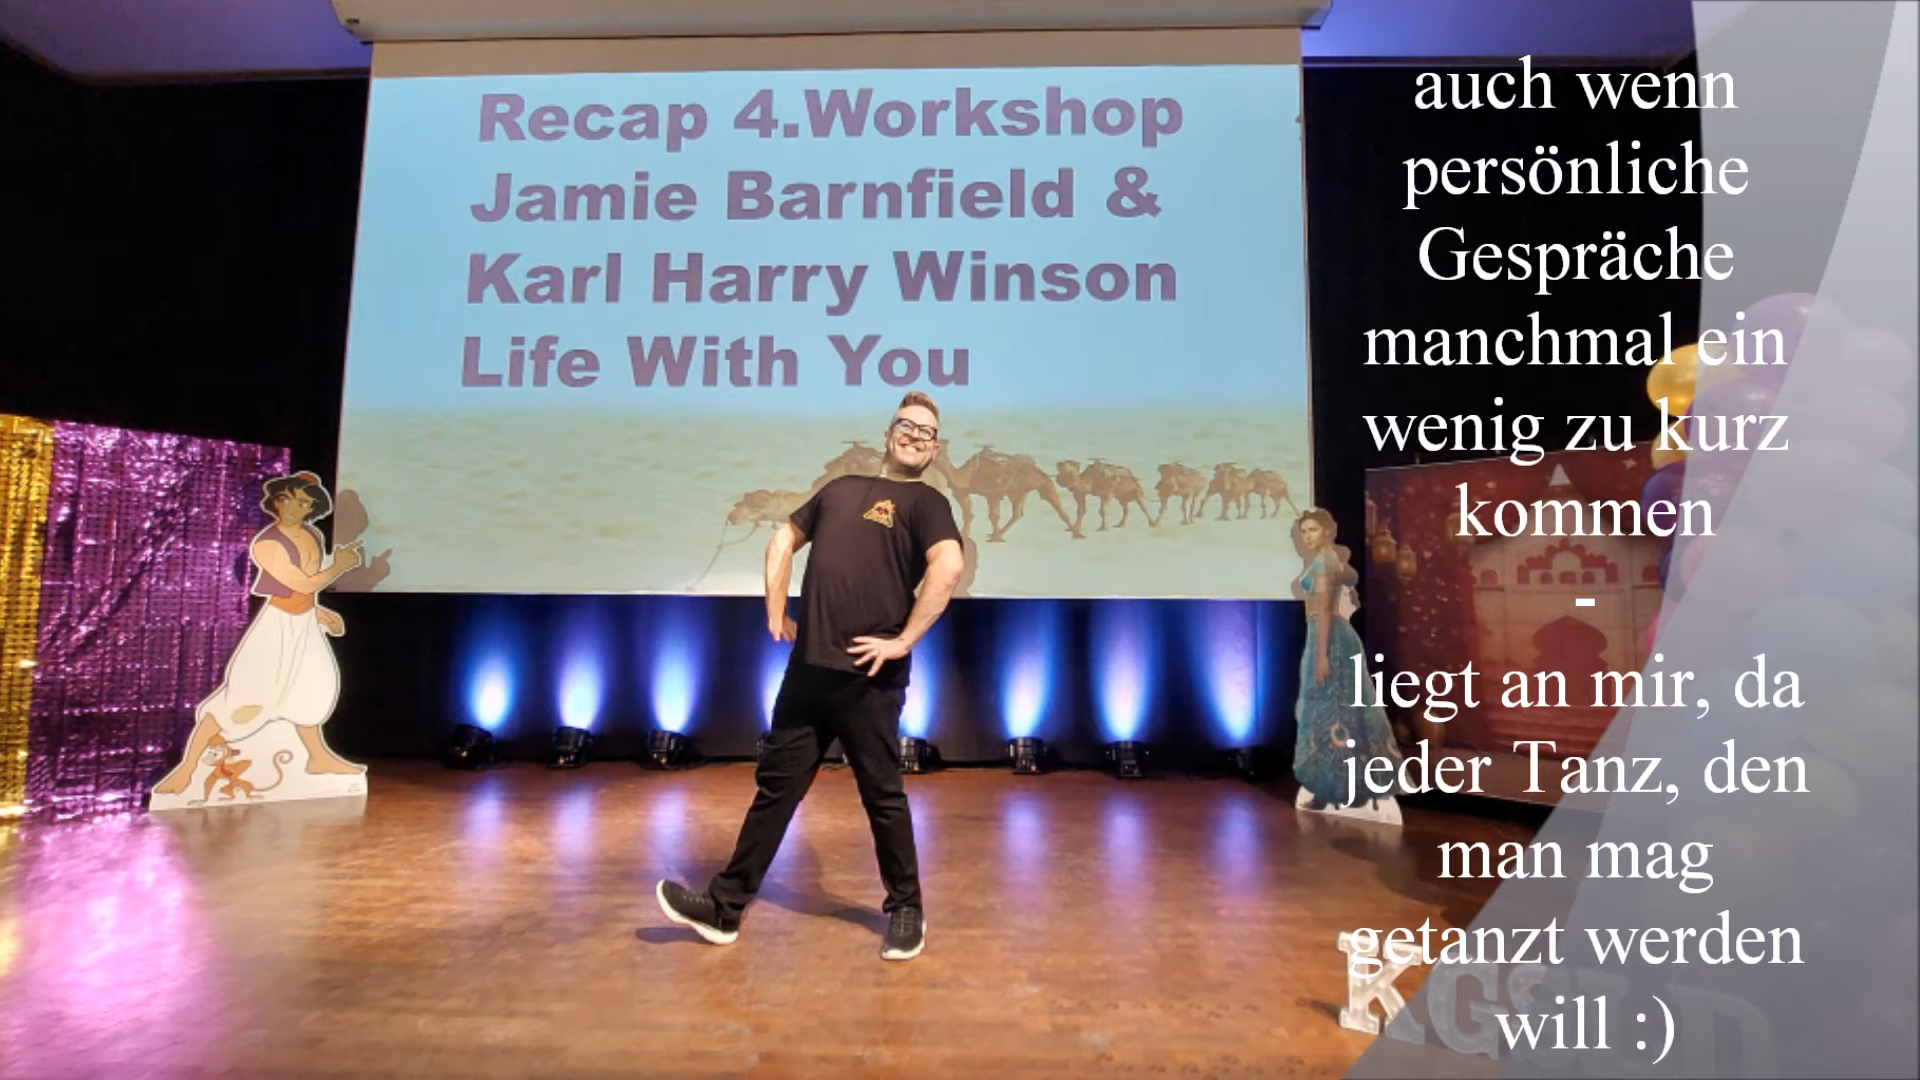 Recap 4.Workshop
Jamie Barnfield &
Karl Harry Winson
Life With You
auch wenn
persönliche
Gespräche
manchmal ein
wenig zu kurz
kommen
-
liegt an mir, da
jeder Tanz, den
man mag
getanzt werden
will :)